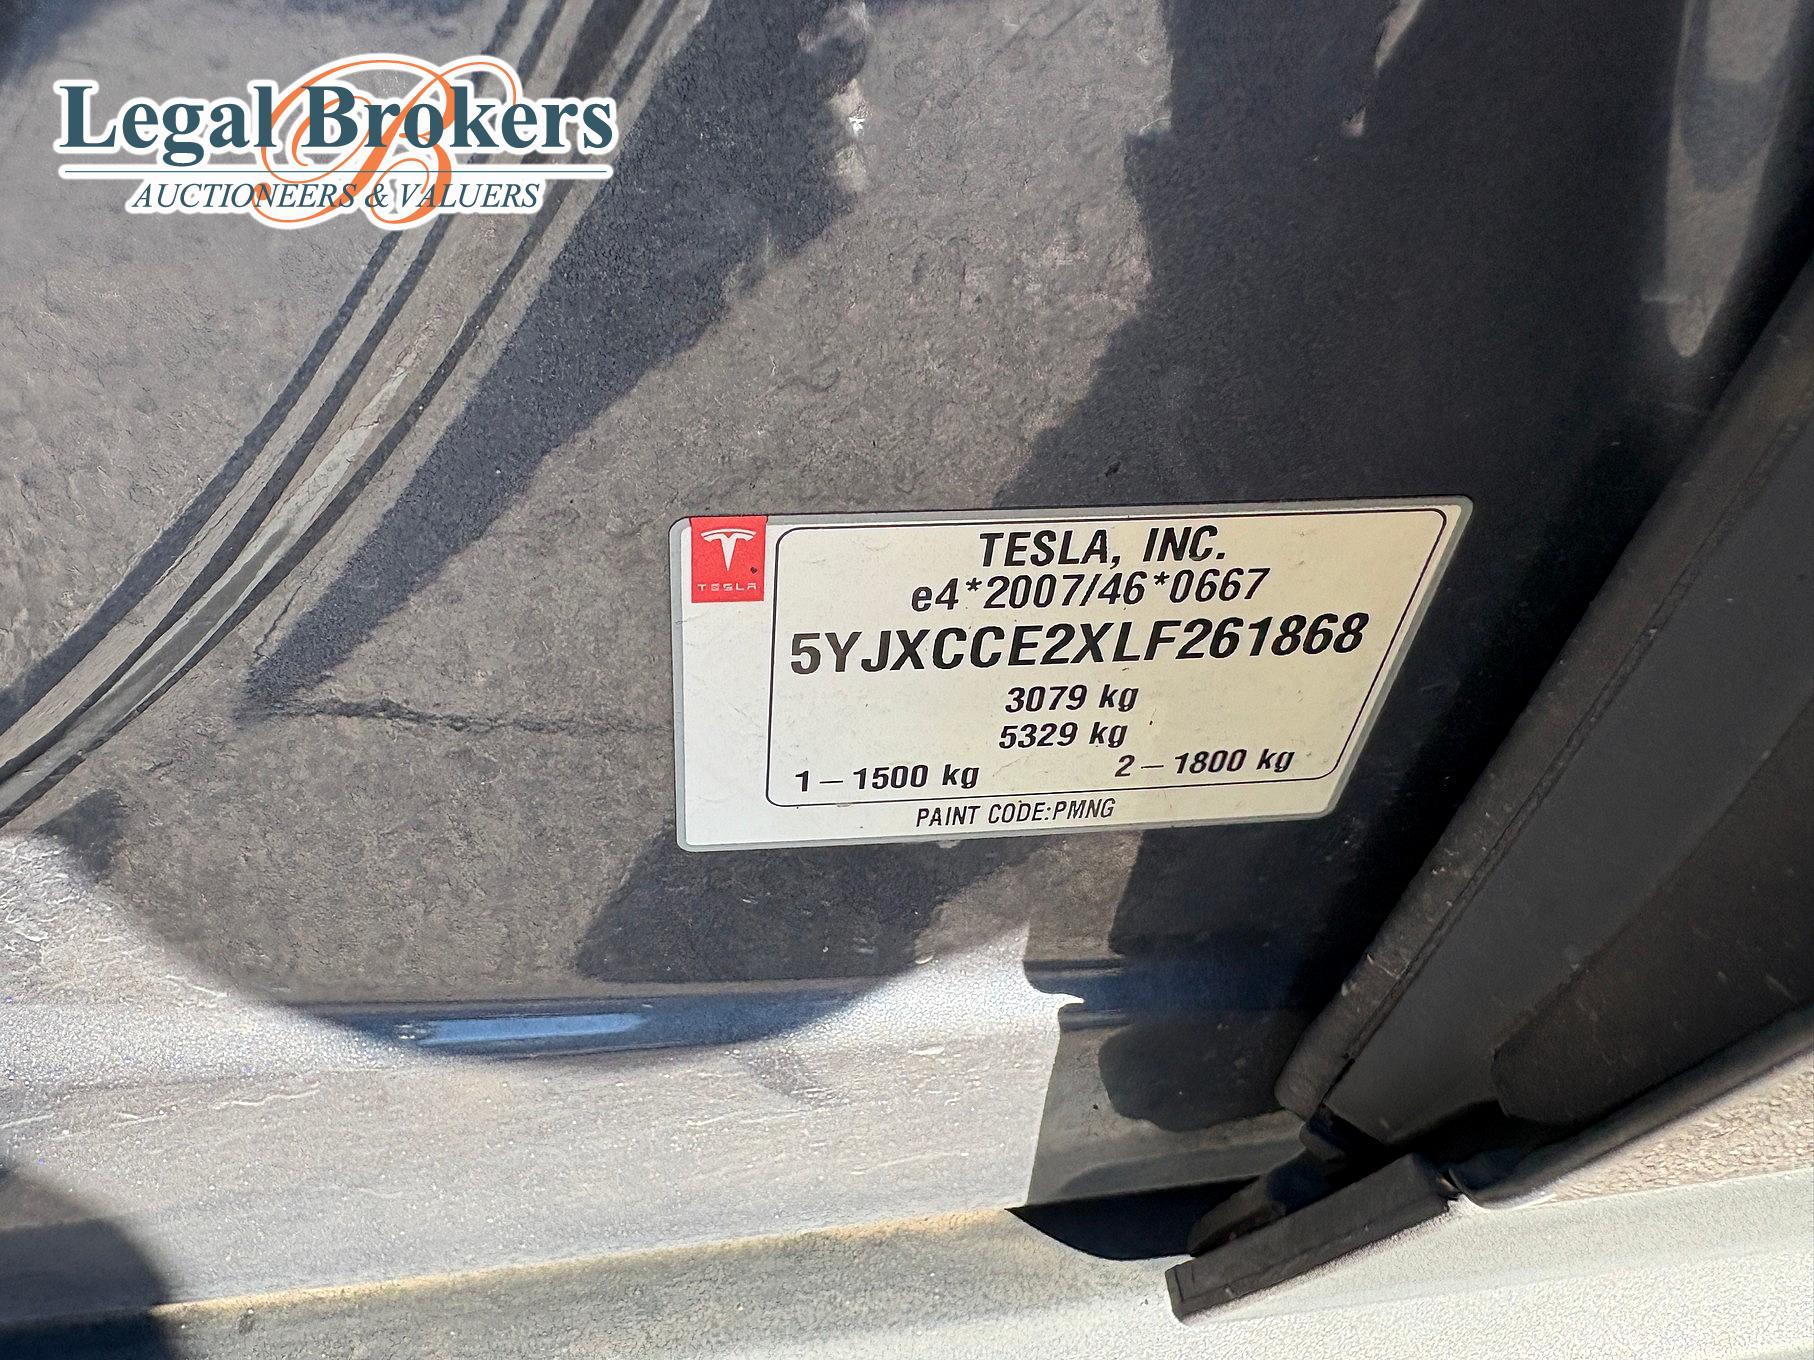 Legal Brokers
AUCTIONEERS & VALUERS
TESLA
TESLA, INC.
e4*2007/46*0667
5YJXCCE2XLF261868
3079 kg
5329 kg
1 – 1500 kg 2 – 1800 kg
PAINT CODE:PMNG